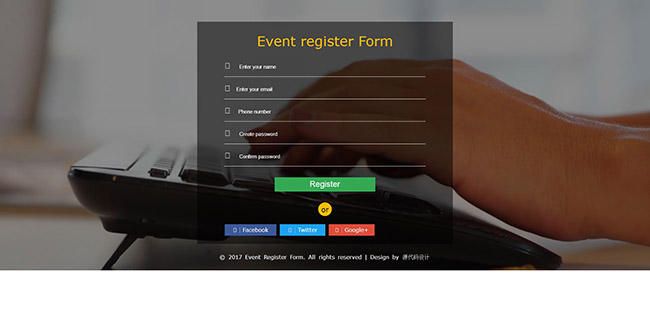 Event register Form
Enter your name
Enter your email
Phone number
Create password
Confirm password
Register
or
Facebook
Twitter
Google+
© 2017 Event Register Form. All rights reserved | Design by 源代码设计